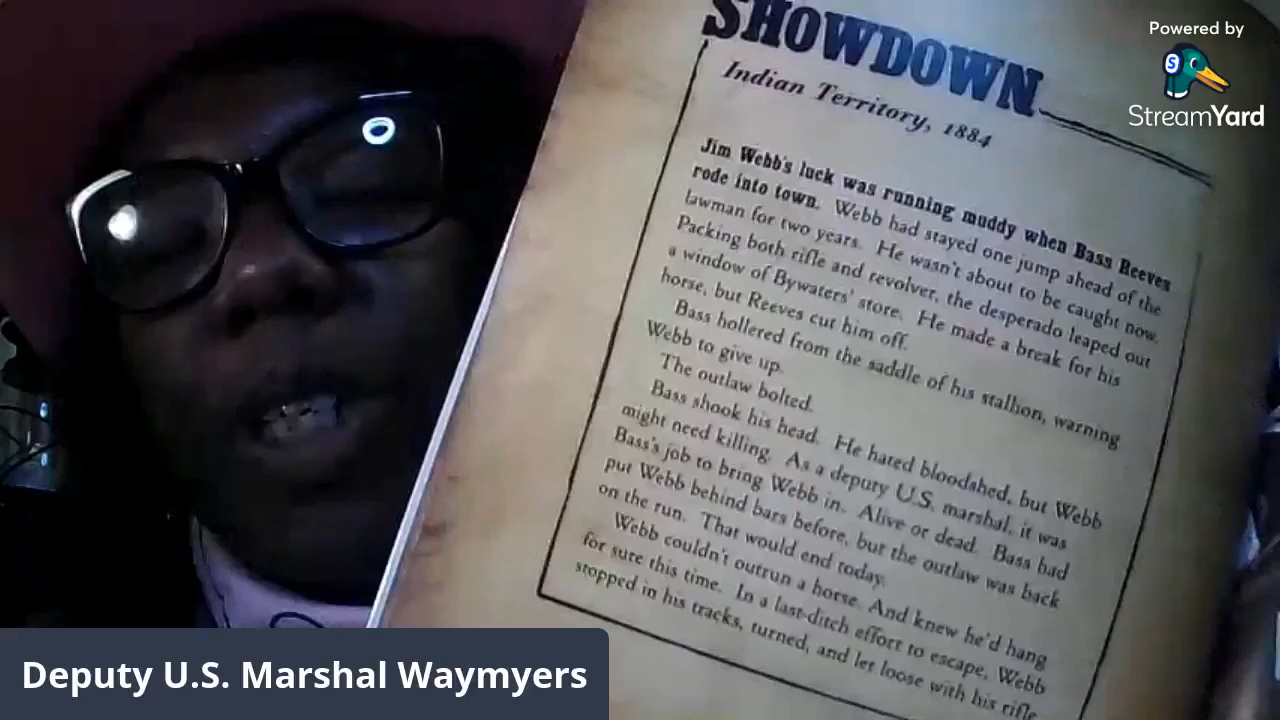 Powered by
StreamYard
SHOWDOWN
Indian Territory, 1884
Jim Webb's luck was running muddy when Bass Reeves
rode into town. Webb had stayed one jump ahead of the
lawman for two years. He wasn't about to be caught now.
Packing both rifle and revolver, the desperado leaped out
a window of Bywaters' store. He made a break for his
horse, but Reeves cut him off.
Bass hollered from the saddle of his stallion, warning
Webb to give up.
The outlaw bolted.
Bass shook his head. He hated bloodshed, but Webb
might need killing. As a deputy U.S. marshal, it was
Bass's job to bring Webb in. Alive or dead. Bass had
put Webb behind bars before, but the outlaw was back
on the run. That would end today.
Webb couldn't outrun a horse. And knew he'd hang
for sure this time. In a last-ditch effort to escape, Webb
stopped in his tracks, turned, and let loose with his rifle
Deputy U.S. Marshal Waymyers